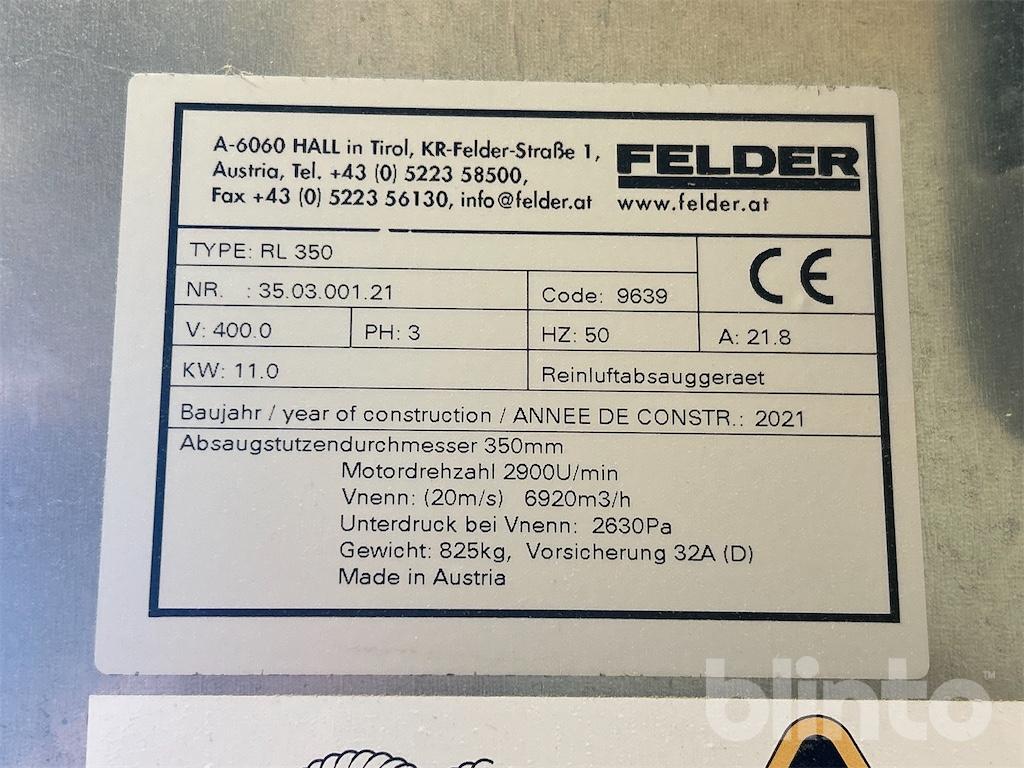 A-6060 HALL in Tirol, KR-Felder-Straße 1,
Austria, Tel. +43 (0) 5223 58500,
Fax +43 (0) 5223 56130, info@felder.at
FELDER
www.felder.at
TYPE: RL 350
CE
NR. : 35.03.001.21
Code: 9639
V: 400.0
PH: 3
HZ: 50
A: 21.8
KW: 11.0
Reinluftabsauggeraet
Baujahr / year of construction / ANNEE DE CONSTR.: 2021
Absaugstutzendurchmesser 350mm
Motordrehzahl 2900U/min
Vnenn: (20m/s) 6920m3/h
Unterdruck bei Vnenn: 2630Pa
Gewicht: 825kg, Vorsicherung 32A (D)
Made in Austria
blinto™